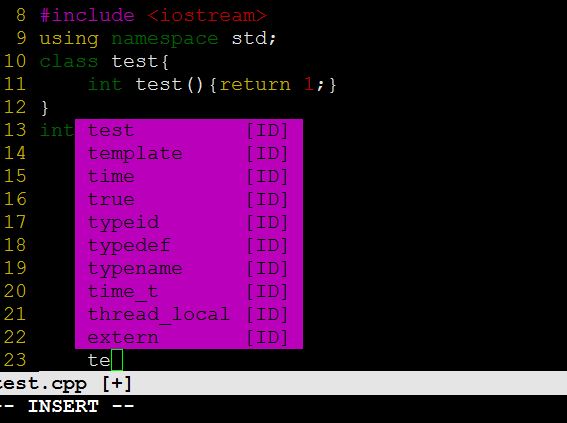 8 #include <iostream>
9 using namespace std;
10 class test{
11     int test(){return 1;}
12 }
13 int test [ID]
14 template [ID]
15 time [ID]
16 true [ID]
17 typeid [ID]
18 typedef [ID]
19 typename [ID]
20 time_t [ID]
21 thread_local [ID]
22 extern [ID]
23     te
test.cpp [+]
-- INSERT --